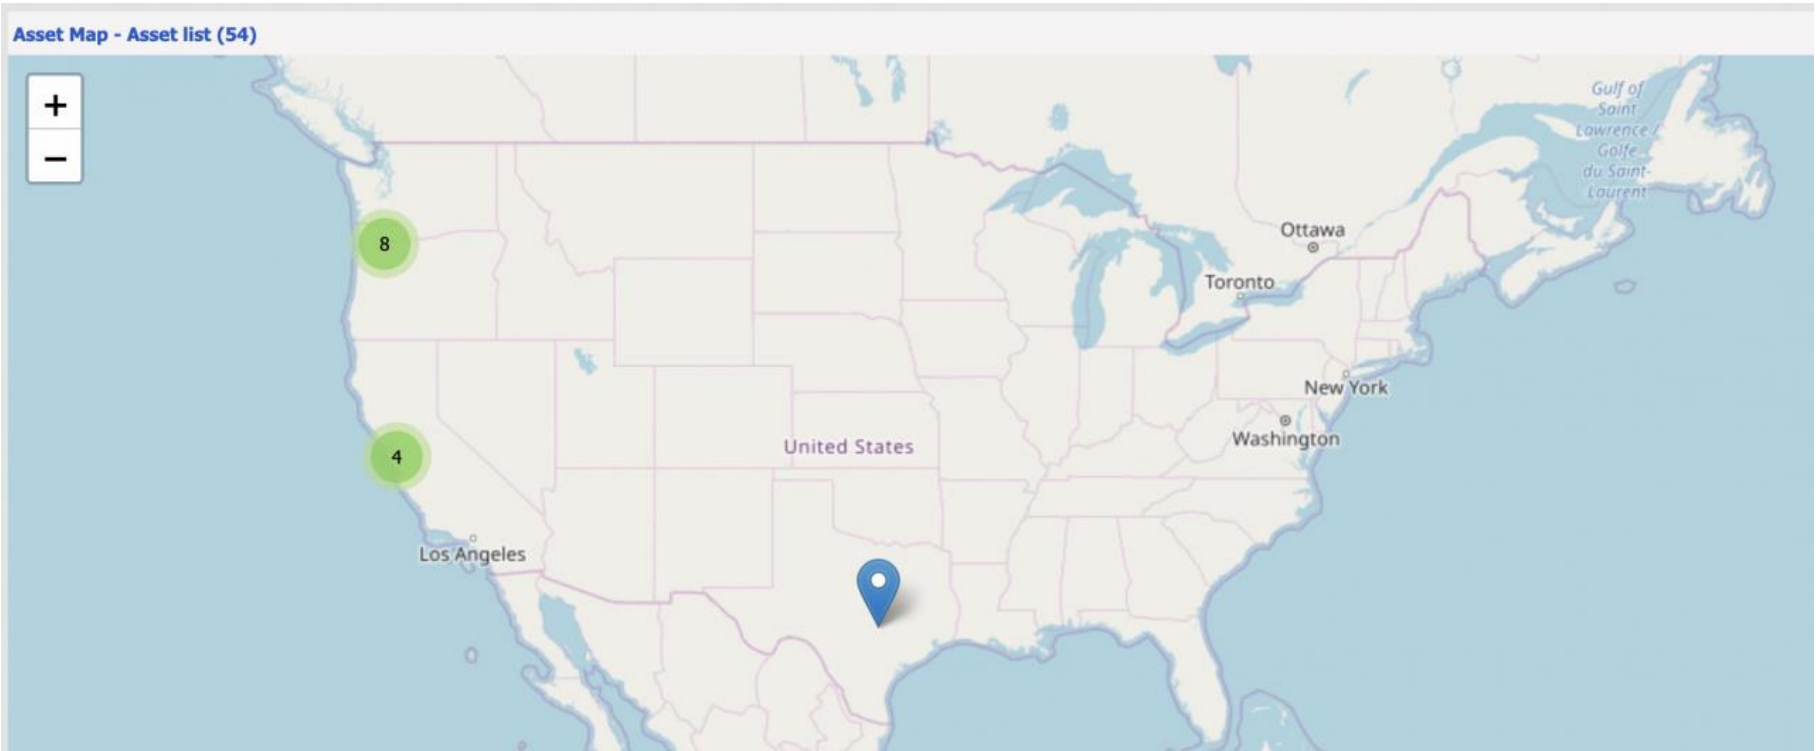 Asset Map - Asset list (54)
+
−
Gulf of
Saint
Lawrence /
Golfe
du Saint-
Laurent
Ottawa
8
Toronto
New York
Washington
United States
4
Los Angeles